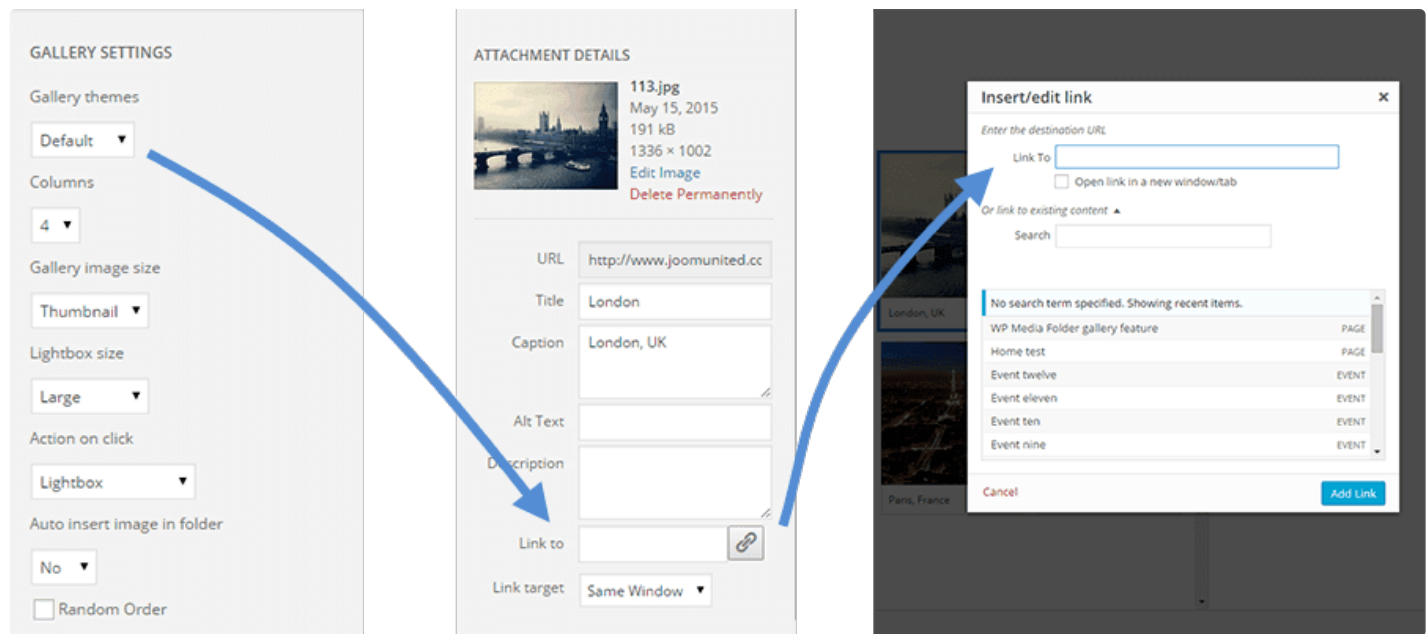 GALLERY SETTINGS
Gallery themes
Default
Columns
4
Gallery image size
Thumbnail
Lightbox size
Large
Action on click
Lightbox
Auto insert image in folder
No
Random Order
ATTACHMENT DETAILS
113.jpg
May 15, 2015
191 kB
1336 × 1002
Edit Image
Delete Permanently
URL http://www.joomunited.cc
Title London
Caption London, UK
Alt Text
Description
Link to
Link target Same Window
London, UK
Paris, France
Insert/edit link
Enter the destination URL
Link To
Open link in a new window/tab
Or link to existing content
Search
No search term specified. Showing recent items.
WP Media Folder gallery feature PAGE
Home test PAGE
Event twelve EVENT
Event eleven EVENT
Event ten EVENT
Event nine EVENT
Cancel Add Link